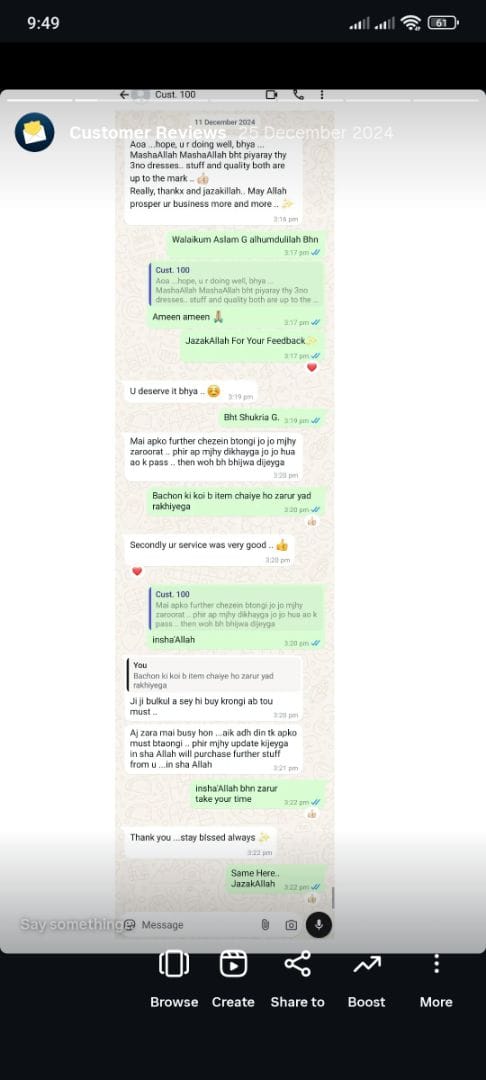 9:49
61
Cust. 100
Customer Reviews 25 December 2024
11 December 2024
Aoa ...hope, u r doing well, bhya ...
MashaAllah MashaAllah bht piyaray thy
3no dresses.. stuff and quality both are
up to the mark .. 👍🏻
Really, thankx and jazakillah.. May Allah
prosper ur business more and more .. ✨
3:16 pm
Walaikum Aslam G alhumdulilah Bhn
3:17 pm
Cust. 100
Aoa ...hope, u r doing well, bhya ...
MashaAllah MashaAllah bht piyaray thy 3no
dresses.. stuff and quality both are up to the ...
Ameen ameen 🙏🏼
3:17 pm
JazakAllah For Your Feedback✨
3:17 pm
❤️
U deserve it bhya .. ☺️
3:19 pm
Bht Shukria G.
3:19 pm
Mai apko further chezein btongi jo jo mjhy
zaroorat .. phir ap mjhy dikhayga jo jo hua
ao k pass .. then woh bh bhijwa dijeyga
3:20 pm
Bachon ki koi b item chaiye ho zarur yad
rakhiyega
3:20 pm
👍🏻
Secondly ur service was very good .. 👍
3:20 pm
❤️
Cust. 100
Mai apko further chezein btongi jo jo mjhy
zaroorat .. phir ap mjhy dikhayga jo jo hua ao k
pass .. then woh bh bhijwa dijeyga
insha'Allah
3:20 pm
You
Bachon ki koi b item chaiye ho zarur yad
rakhiyega
Ji ji bulkul a sey hi buy krongi ab tou
must ..
3:20 pm
Aj zara mai busy hon ...aik adh din tk apko
must btaongi .. phir mjhy update kijeyga
in sha Allah will purchase further stuff
from u ...in sha Allah
3:21 pm
insha'Allah bhn zarur
take your time
3:22 pm
👍🏻
Thank you ...stay blssed always ✨
3:22 pm
Same Here..
JazakAllah
3:22 pm
👍🏻
Say something
Message
Browse Create Share to Boost More